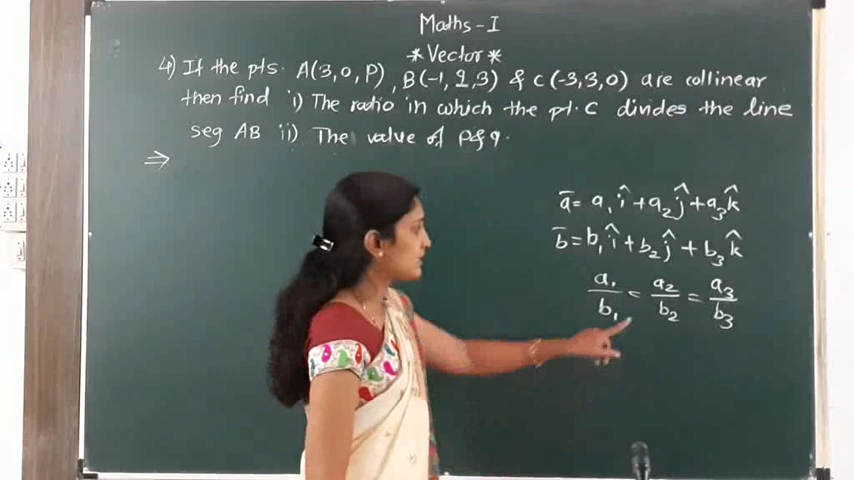 Maths-I
*Vector*
4) If the pts. A(3,0,P), B(-1,q,3) & C(-3,3,0) are collinear
then find i) The ratio in which the pt. C divides the line
seg AB ii) The value of P & q.
⇒
a̅ = a₁î + a₂ĵ + a₃k̂
b̅ = b₁î + b₂ĵ + b₃k̂
a₁/b₁ = a₂/b₂ = a₃/b₃